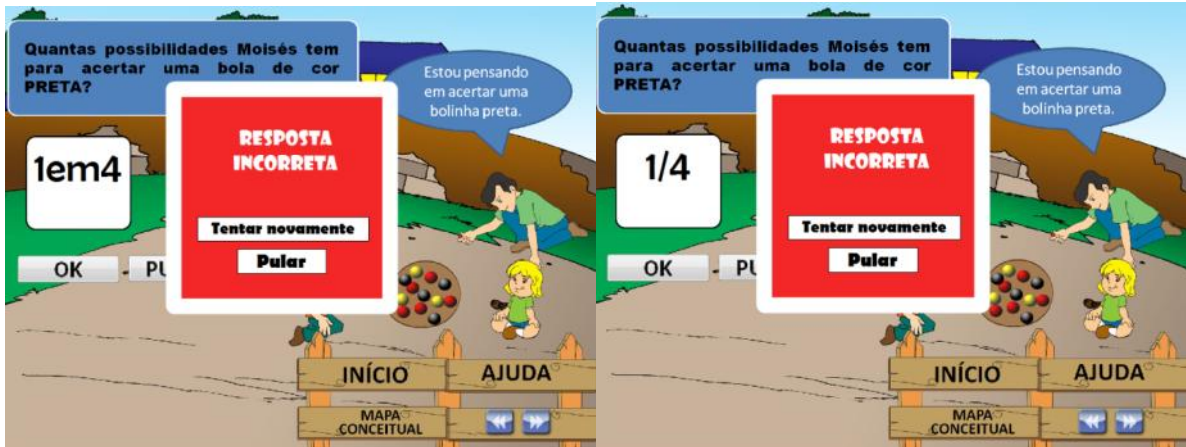 Quantas possibilidades Moisés tem
para acertar uma bola de cor
PRETA?
Estou pensando
em acertar uma
bolinha preta.
1em4
RESPOSTA
INCORRETA
Tentar novamente
Pular
OK
PU
INÍCIO
AJUDA
MAPA
CONCEITUAL
Quantas possibilidades Moisés tem
para acertar uma bola de cor
PRETA?
Estou pensando
em acertar uma
bolinha preta.
1/4
RESPOSTA
INCORRETA
Tentar novamente
Pular
OK
PU
INÍCIO
AJUDA
MAPA
CONCEITUAL